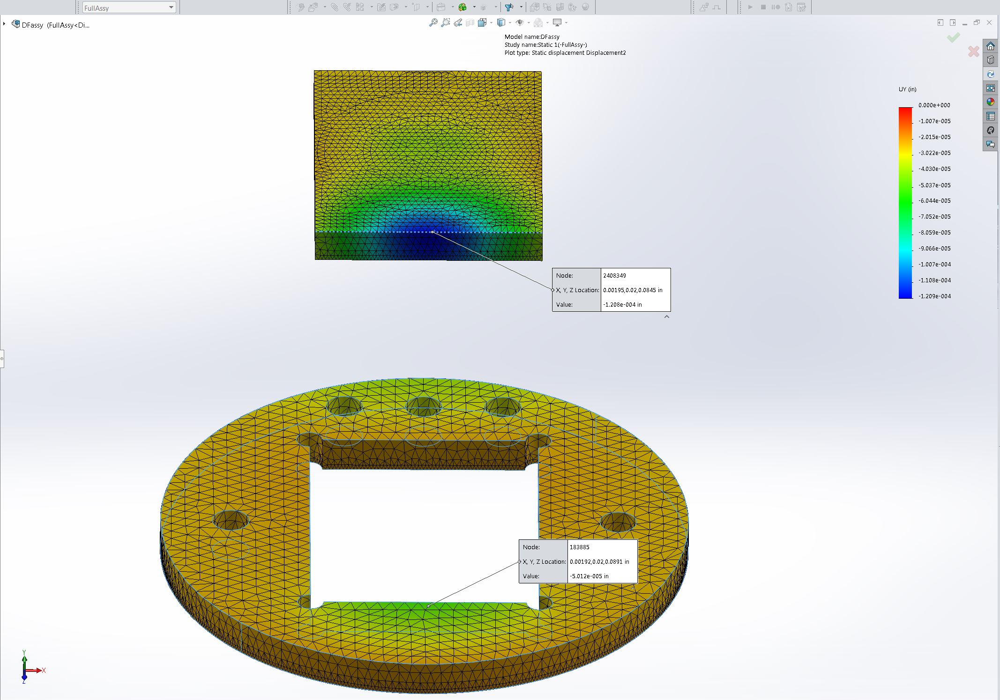 FullAssy
DFassy (FullAssy<Di...
Model name:DFassy
Study name:Static 1(-FullAssy-)
Plot type: Static displacement Displacement2
UY (in)
0.000e+000
-1.007e-005
-2.015e-005
-3.022e-005
-4.030e-005
-5.037e-005
-6.044e-005
-7.052e-005
-8.059e-005
-9.066e-005
-1.007e-004
-1.108e-004
-1.209e-004
Node: 2408349
X, Y, Z Location: 0.00195,0.02,0.0845 in
Value: -1.208e-004 in
Node: 183885
X, Y, Z Location: 0.00192,0.02,0.0891 in
Value: -5.012e-005 in
Y
X
Z